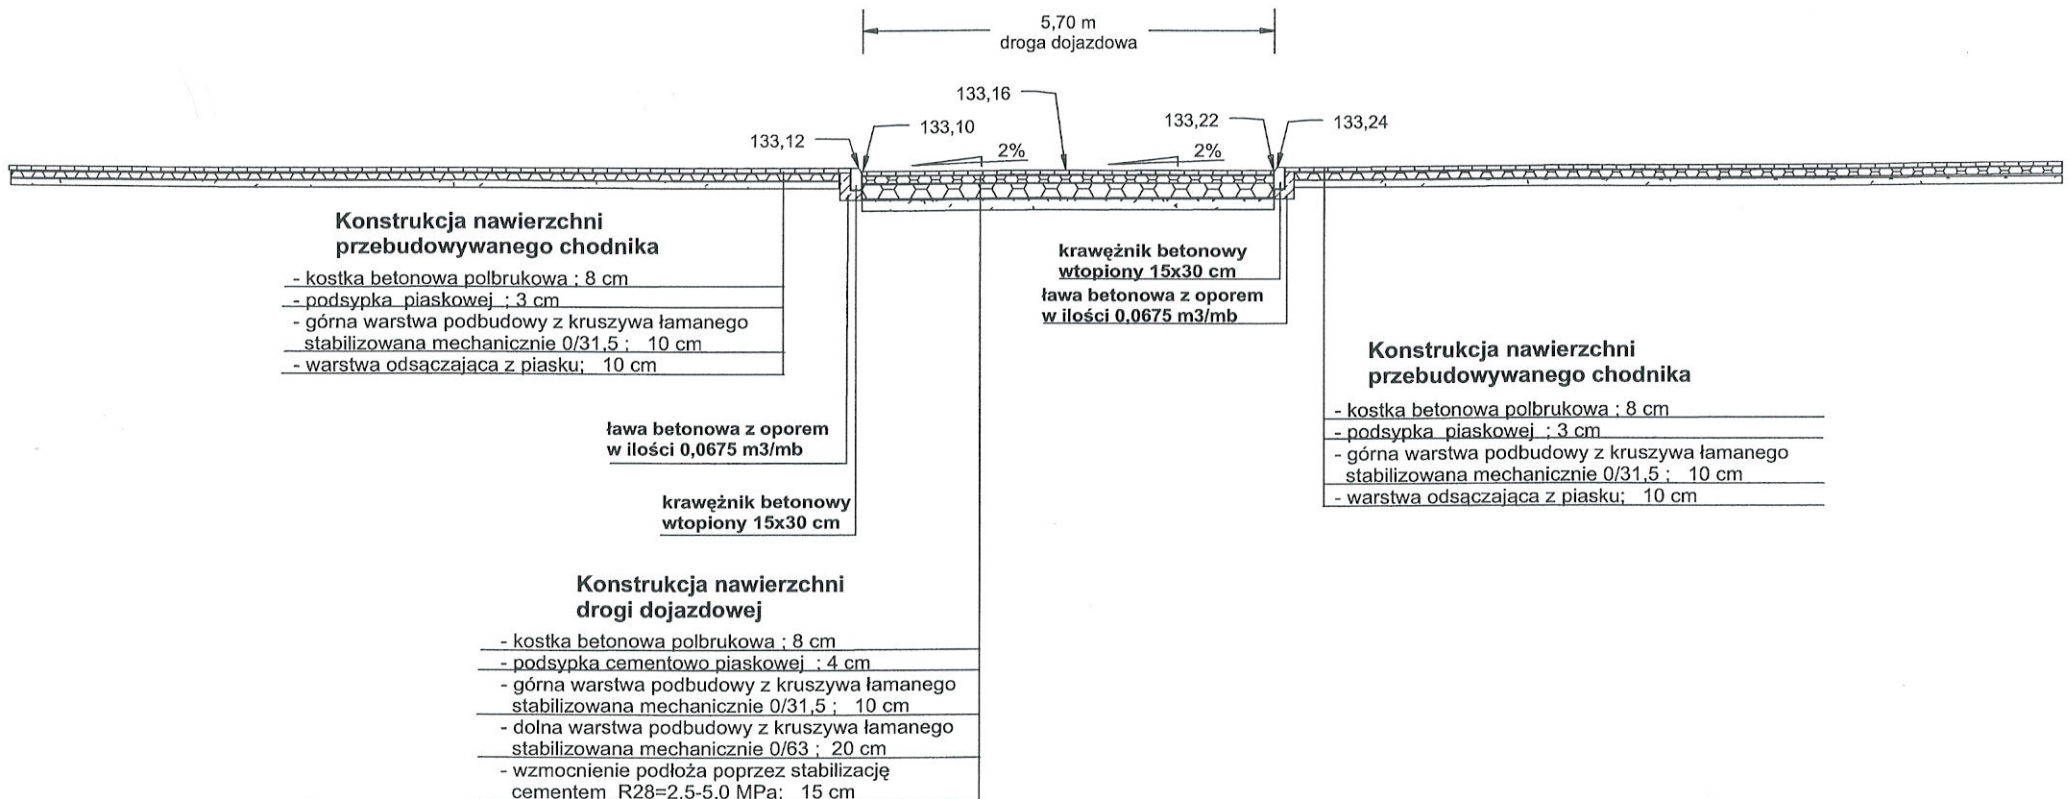 5,70 m
droga dojazdowa
133,16
133,12
133,10
133,22
133,24
2%
2%
Konstrukcja nawierzchni
przebudowywanego chodnika
- kostka betonowa polbrukowa ; 8 cm
- podsypka piaskowej ; 3 cm
- górna warstwa podbudowy z kruszywa łamanego
stabilizowana mechanicznie 0/31,5 ; 10 cm
- warstwa odsączająca z piasku; 10 cm
krawężnik betonowy
wtopiony 15x30 cm
ława betonowa z oporem
w ilości 0,0675 m3/mb
Konstrukcja nawierzchni
przebudowywanego chodnika
- kostka betonowa polbrukowa ; 8 cm
- podsypka piaskowej ; 3 cm
- górna warstwa podbudowy z kruszywa łamanego
stabilizowana mechanicznie 0/31,5 ; 10 cm
- warstwa odsączająca z piasku; 10 cm
ława betonowa z oporem
w ilości 0,0675 m3/mb
krawężnik betonowy
wtopiony 15x30 cm
Konstrukcja nawierzchni
drogi dojazdowej
- kostka betonowa polbrukowa ; 8 cm
- podsypka cementowo piaskowej ; 4 cm
- górna warstwa podbudowy z kruszywa łamanego
stabilizowana mechanicznie 0/31,5 ; 10 cm
- dolna warstwa podbudowy z kruszywa łamanego
stabilizowana mechanicznie 0/63 ; 20 cm
- wzmocnienie podłoża poprzez stabilizację
cementem R28=2,5-5,0 MPa; 15 cm